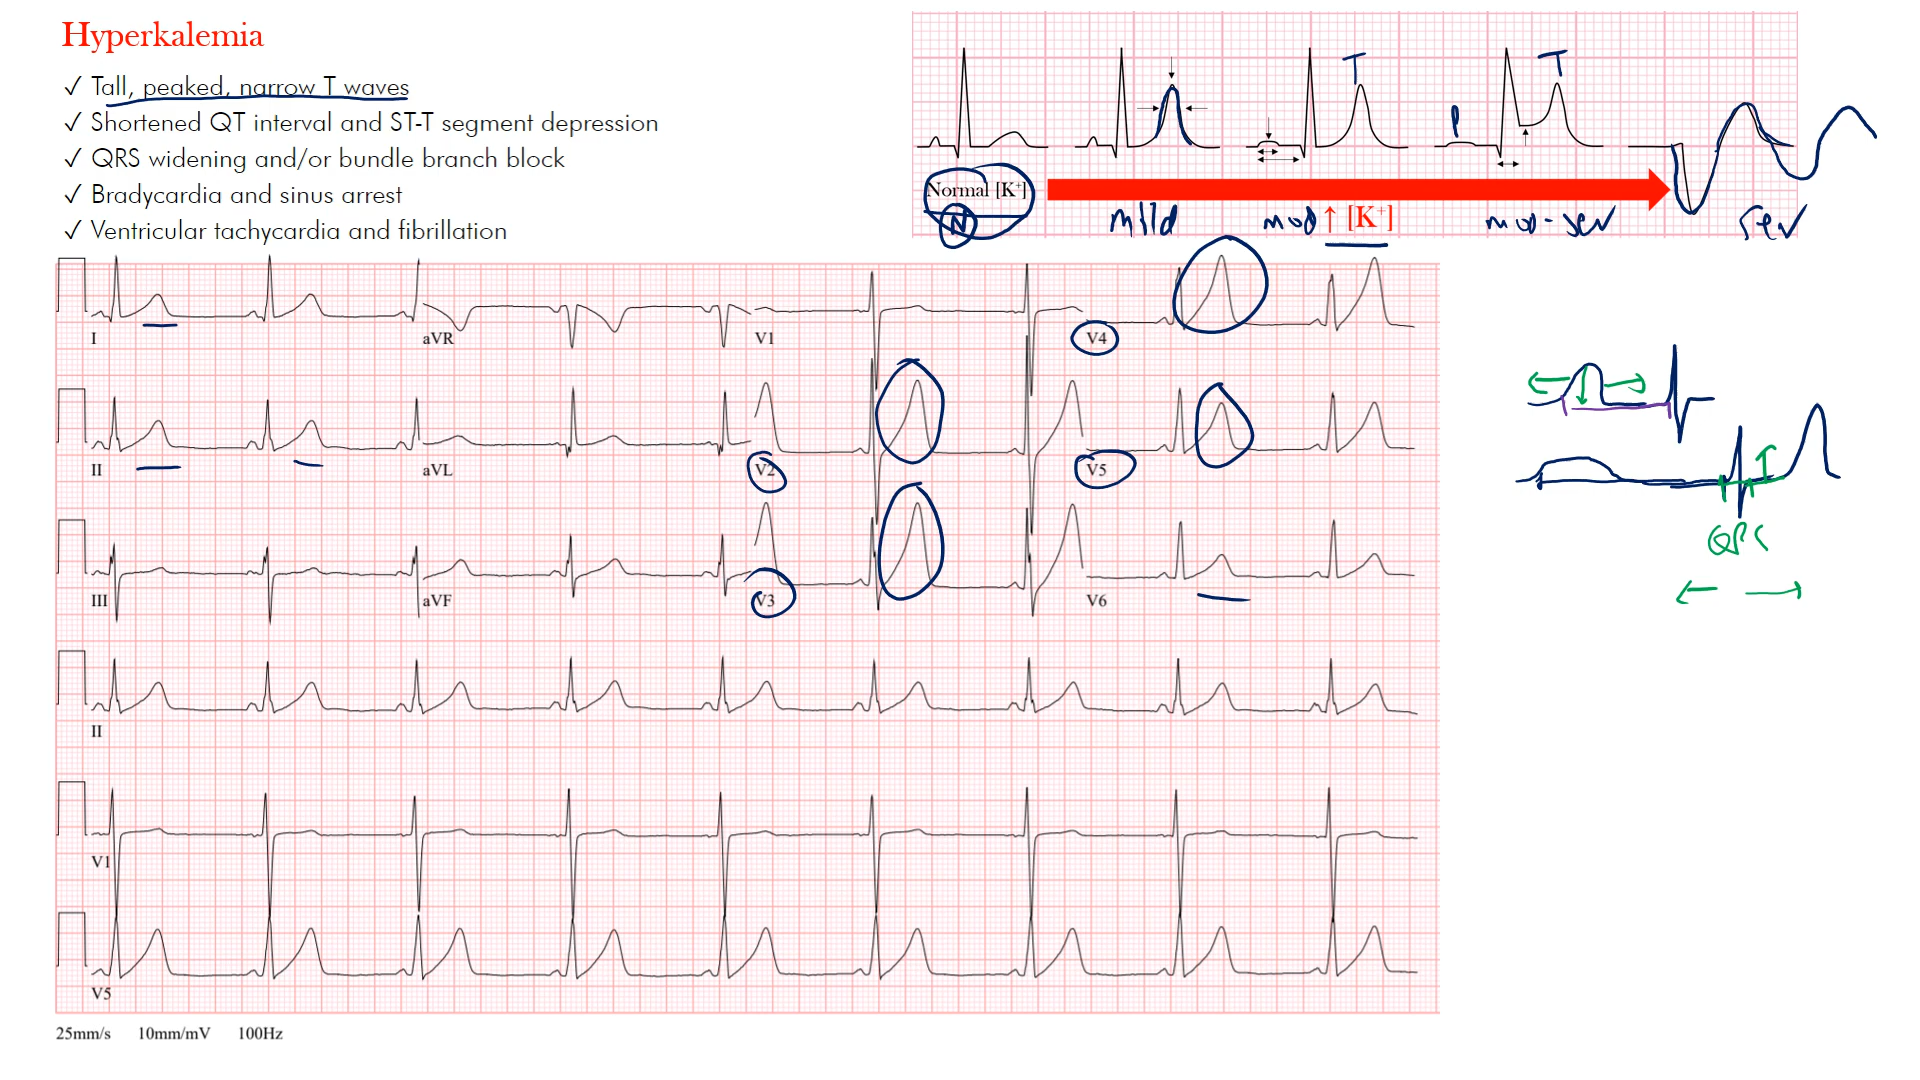 Hyperkalemia
✓ Tall, peaked, narrow T waves
✓ Shortened QT interval and ST-T segment depression
✓ QRS widening and/or bundle branch block
✓ Bradycardia and sinus arrest
✓ Ventricular tachycardia and fibrillation
T
T
P
Normal [K⁺]
N
mild
mod
↑ [K⁺]
mod-sev
sev
I
aVR
V1
V4
II
aVL
V2
V5
III
aVF
V3
V6
QRS
II
V1
V5
25mm/s 10mm/mV 100Hz